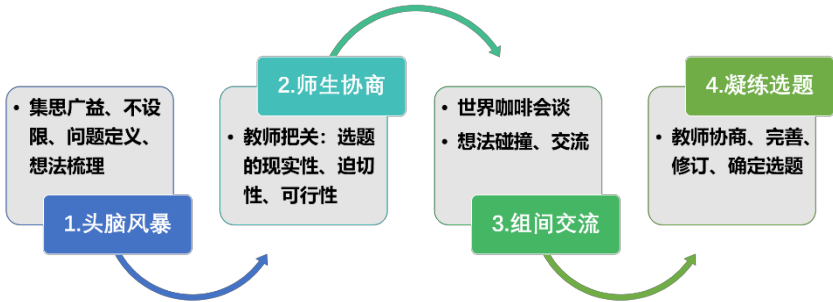 • 集思广益、不设
限、问题定义、
想法梳理
1.头脑风暴
2.师生协商
• 教师把关：选题
的现实性、迫切
性、可行性
• 世界咖啡会谈
• 想法碰撞、交流
3.组间交流
4.凝练选题
• 教师协商、完善、
修订、确定选题